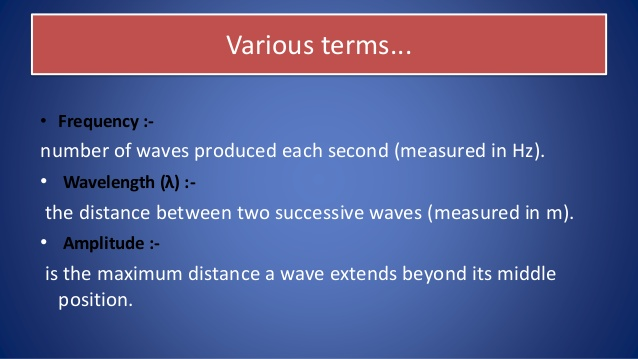 Various terms...
• Frequency :-
number of waves produced each second (measured in Hz).
• Wavelength (λ) :-
the distance between two successive waves (measured in m).
• Amplitude :-
is the maximum distance a wave extends beyond its middle
position.